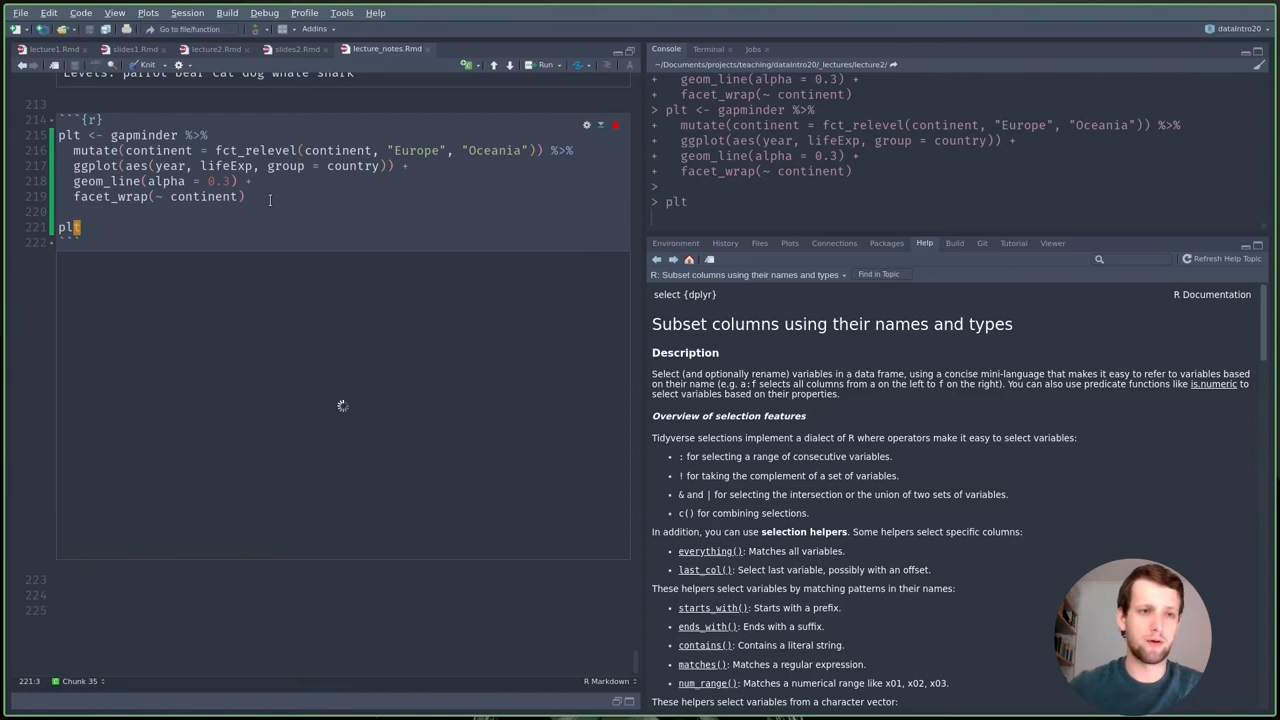 File Edit Code View Plots Session Build Debug Profile Tools Help
Go to file/function Addins dataIntro20
lecture1.Rmd slides1.Rmd lecture2.Rmd slides2.Rmd lecture_notes.Rmd
Knit Run
Levels: parrot bear cat dog whale shark
213
214 ```{r}
215 plt <- gapminder %>%
216 mutate(continent = fct_relevel(continent, "Europe", "Oceania")) %>%
217 ggplot(aes(year, lifeExp, group = country)) +
218 geom_line(alpha = 0.3) +
219 facet_wrap(~ continent)
220
221 plt
222 ```
223
224
225
221:3 Chunk 35 R Markdown
Console Terminal Jobs
~/Documents/projects/teaching/dataIntro20/_lectures/lecture2/
+ geom_line(alpha = 0.3) +
+ facet_wrap(~ continent)
> plt <- gapminder %>%
+ mutate(continent = fct_relevel(continent, "Europe", "Oceania")) %>%
+ ggplot(aes(year, lifeExp, group = country)) +
+ geom_line(alpha = 0.3) +
+ facet_wrap(~ continent)
>
> plt
Environment History Files Plots Connections Packages Help Build Git Tutorial Viewer
Refresh Help Topic
R: Subset columns using their names and types Find in Topic
select {dplyr} R Documentation
Subset columns using their names and types
Description
Select (and optionally rename) variables in a data frame, using a concise mini-language that makes it easy to refer to variables based
on their name (e.g. a:f selects all columns from a on the left to f on the right). You can also use predicate functions like is.numeric to
select variables based on their properties.
Overview of selection features
Tidyverse selections implement a dialect of R where operators make it easy to select variables:
• : for selecting a range of consecutive variables.
• ! for taking the complement of a set of variables.
• & and | for selecting the intersection or the union of two sets of variables.
• c() for combining selections.
In addition, you can use selection helpers. Some helpers select specific columns:
• everything(): Matches all variables.
• last_col(): Select last variable, possibly with an offset.
These helpers select variables by matching patterns in their names:
• starts_with(): Starts with a prefix.
• ends_with(): Ends with a suffix.
• contains(): Contains a literal string.
• matches(): Matches a regular expression.
• num_range(): Matches a numerical range like x01, x02, x03.
These helpers select variables from a character vector: